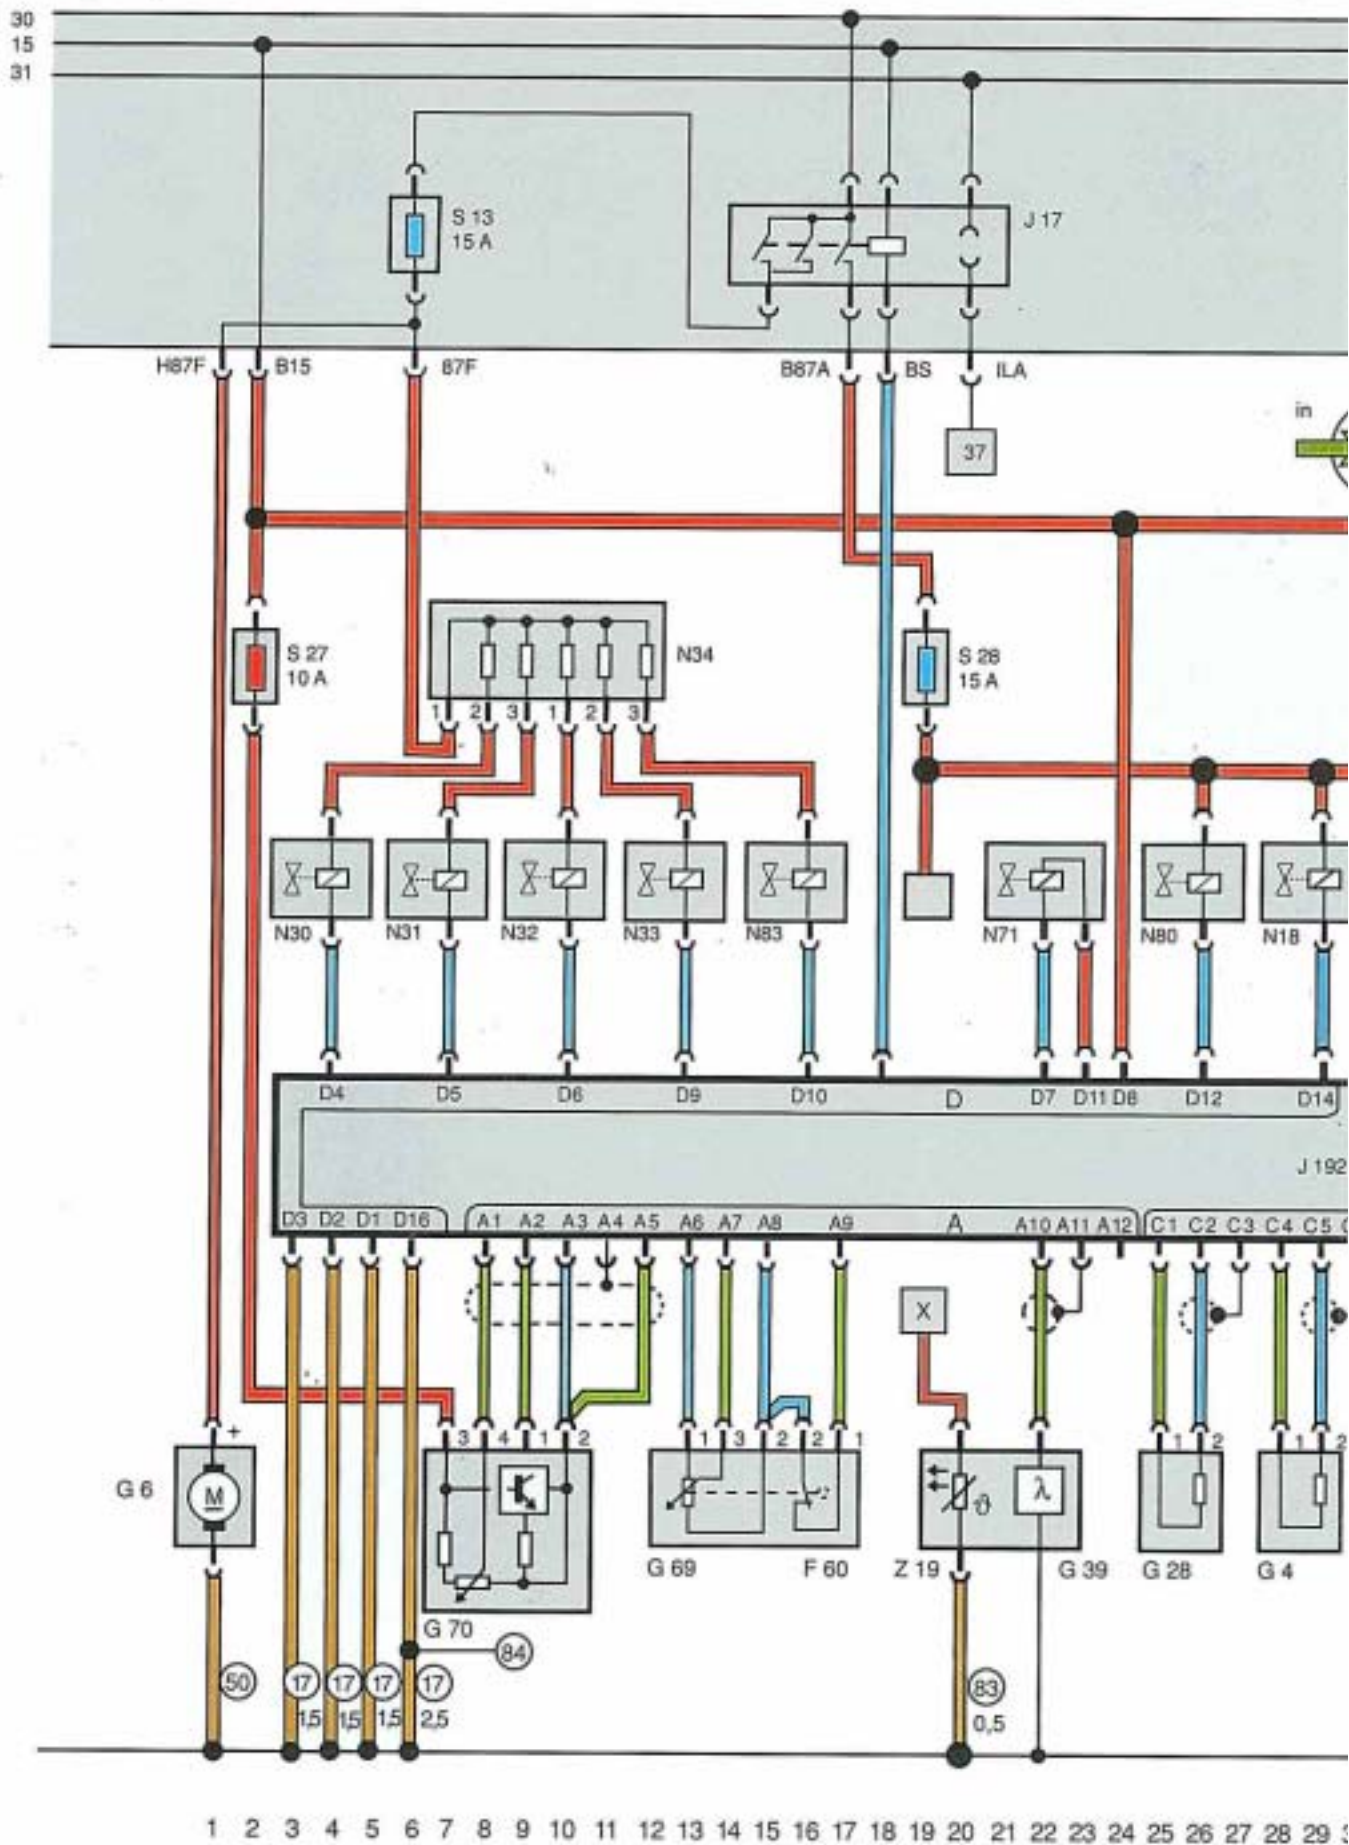 30
15
31
S 13
15 A
J 17
H87F B15 87F B87A BS ILA
in
37
S 27
10 A
N34
S 28
15 A
1 2 3 1 2 3
N30 N31 N32 N33 N83 N71 N80 N18
D4 D5 D6 D9 D10 D D7 D11 D8 D12 D14
J 192
D3 D2 D1 D16 A1 A2 A3 A4 A5 A6 A7 A8 A9 A A10 A11 A12 C1 C2 C3 C4 C5
X
+ 3 4 1 2 1 3 2 2 1 1 2 1 2
G 6 M λ
ϑ
G 69 F 60 Z 19 G 39 G 28 G 4
G 70
84
50 17 17 17 17 83
1,5 1,5 1,5 2,5 0,5
1 2 3 4 5 6 7 8 9 10 11 12 13 14 15 16 17 18 19 20 21 22 23 24 25 26 27 28 29